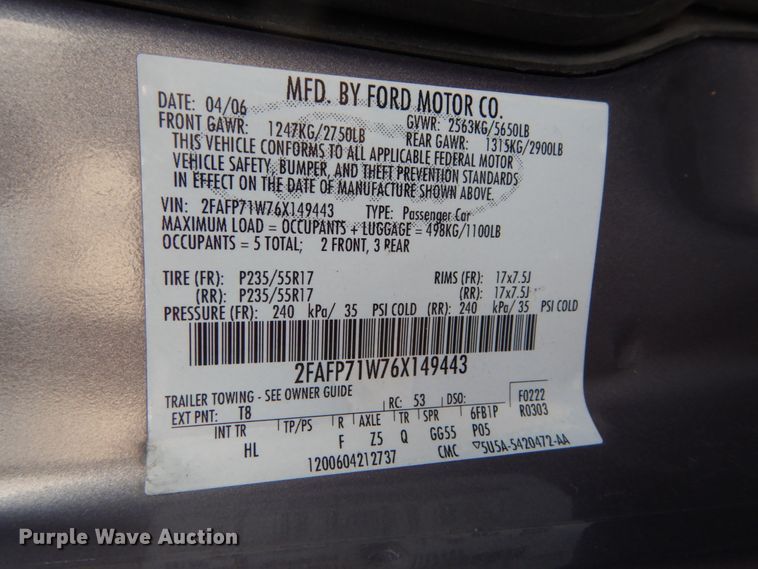 MFD. BY FORD MOTOR CO.
DATE: 04/06 GVWR: 2563KG/5650LB
FRONT GAWR: 1247KG/2750LB REAR GAWR: 1315KG/2900LB
THIS VEHICLE CONFORMS TO ALL APPLICABLE FEDERAL MOTOR
VEHICLE SAFETY, BUMPER, AND THEFT PREVENTION STANDARDS
IN EFFECT ON THE DATE OF MANUFACTURE SHOWN ABOVE.
VIN: 2FAFP71W76X149443 TYPE: Passenger Car
MAXIMUM LOAD = OCCUPANTS + LUGGAGE = 498KG/1100LB
OCCUPANTS = 5 TOTAL; 2 FRONT, 3 REAR
TIRE (FR): P235/55R17 RIMS (FR): 17x7.5J
(RR): P235/55R17 (RR): 17x7.5J
PRESSURE (FR): 240 kPa/ 35 PSI COLD (RR): 240 kPa/ 35 PSI COLD
2FAFP71W76X149443
TRAILER TOWING - SEE OWNER GUIDE
EXT PNT: T8 RC: 53 DSO: F0222
INT TR TP/PS R AXLE TR SPR 6FB1P R0303
HL F Z5 Q GG55 P05
1200604212737 CMC ▽5U5A-5420472-AA
Purple Wave Auction